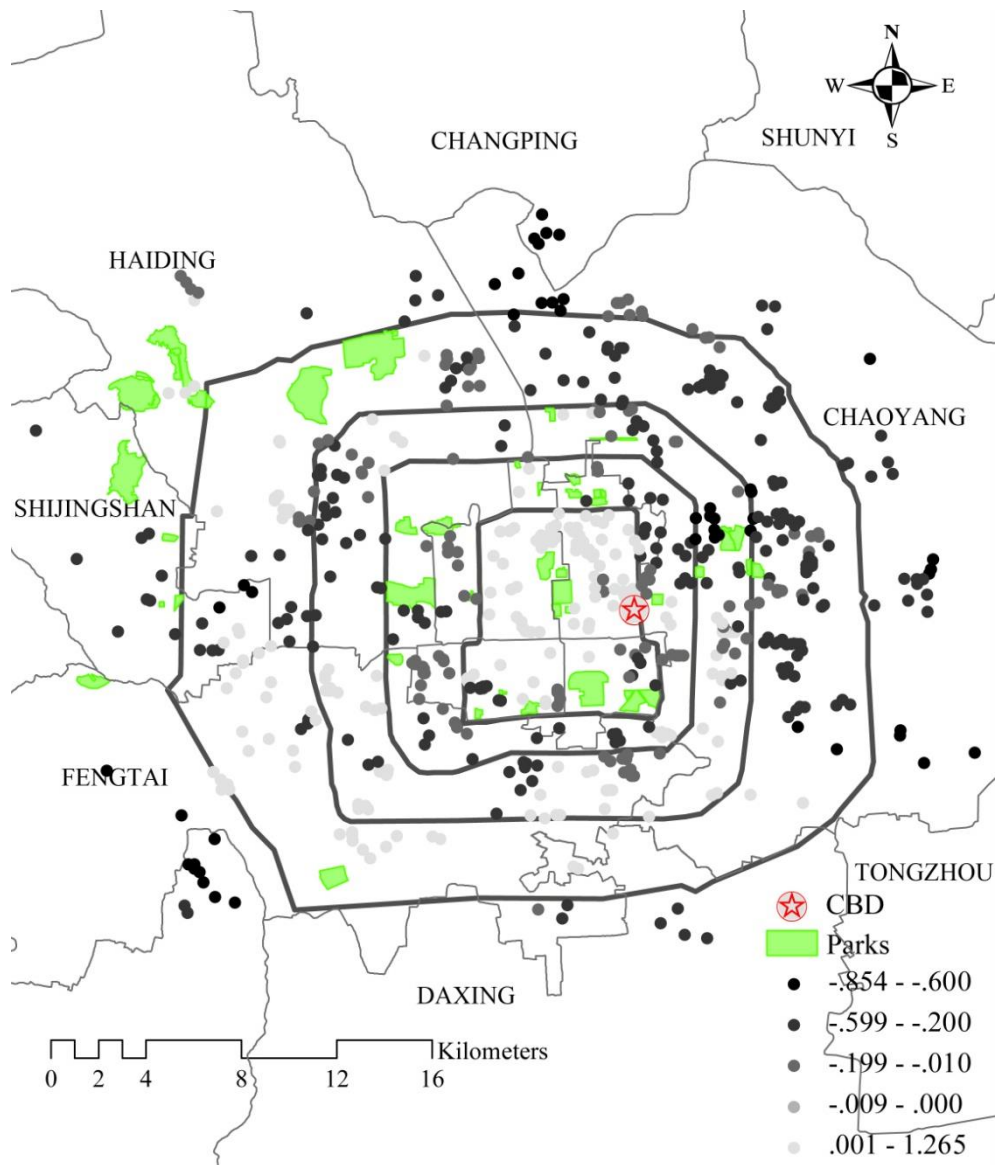 N
W E
S
CHANGPING
SHUNYI
HAIDING
CHAOYANG
SHIJINGSHAN
FENGTAI
TONGZHOU
CBD
Parks
-.854 - -.600
DAXING
-.599 - -.200
Kilometers
-.199 - -.010
0 2 4 8 12 16
-.009 - .000
.001 - 1.265